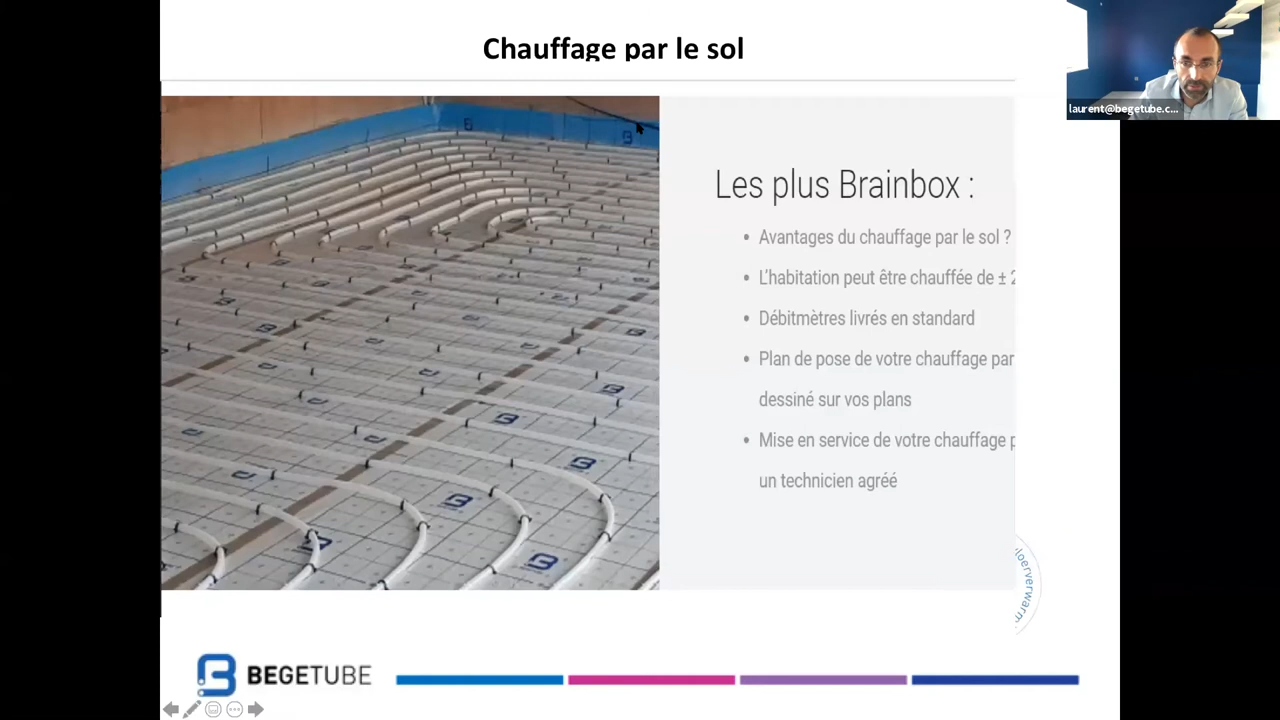 Chauffage par le sol
laurent@begetube.c...
Les plus Brainbox :
• Avantages du chauffage par le sol ?
• L'habitation peut être chauffée de ± 2
• Débitmètres livrés en standard
• Plan de pose de votre chauffage par
dessiné sur vos plans
• Mise en service de votre chauffage p
un technicien agréé
loerverwarm
BEGETUBE